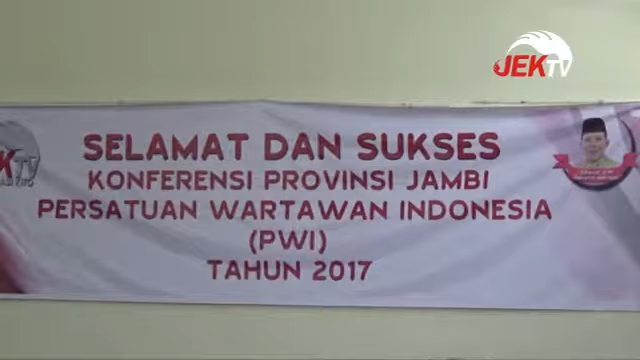 JEKTV
SELAMAT DAN SUKSES
KONFERENSI PROVINSI JAMBI
PERSATUAN WARTAWAN INDONESIA
(PWI)
TAHUN 2017